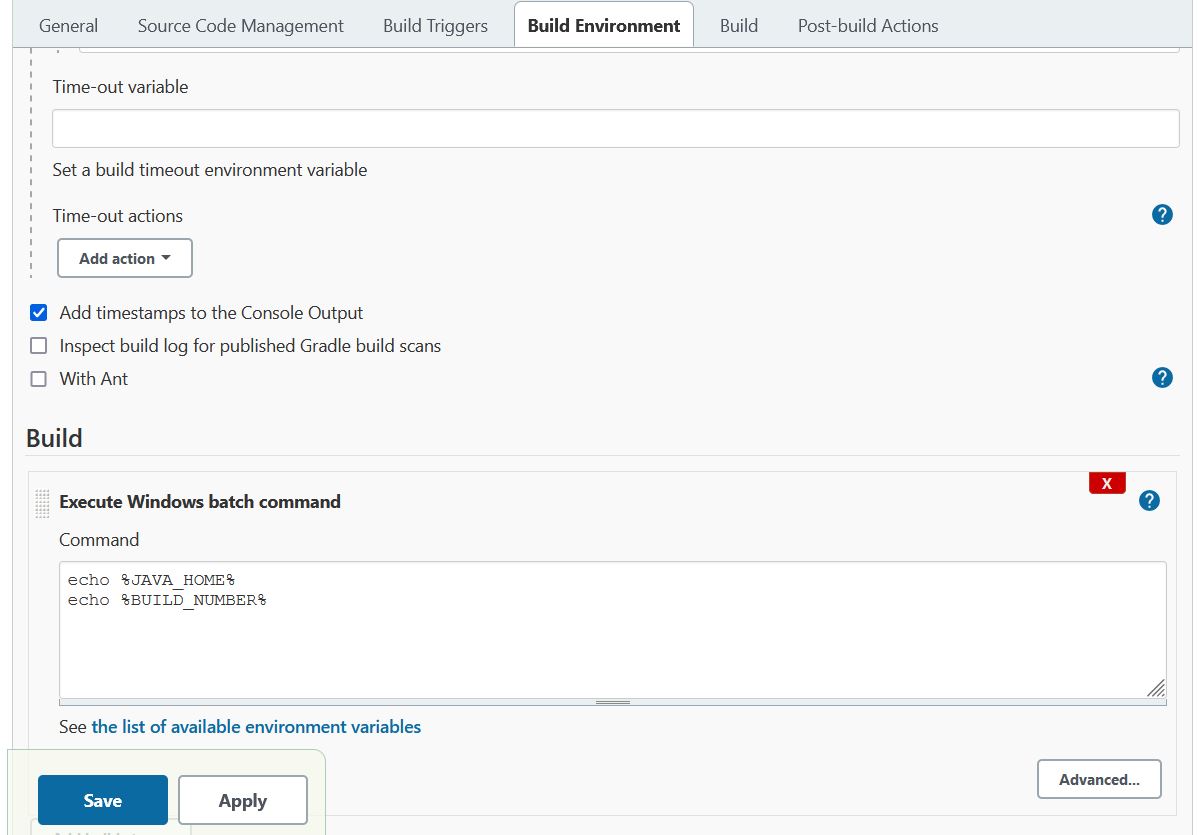 General Source Code Management Build Triggers Build Environment Build Post-build Actions
Time-out variable
Set a build timeout environment variable
Time-out actions
?
Add action
Add timestamps to the Console Output
Inspect build log for published Gradle build scans
With Ant
?
Build
X
Execute Windows batch command
?
Command
echo %JAVA_HOME%
echo %BUILD_NUMBER%
See the list of available environment variables
Advanced...
Save Apply